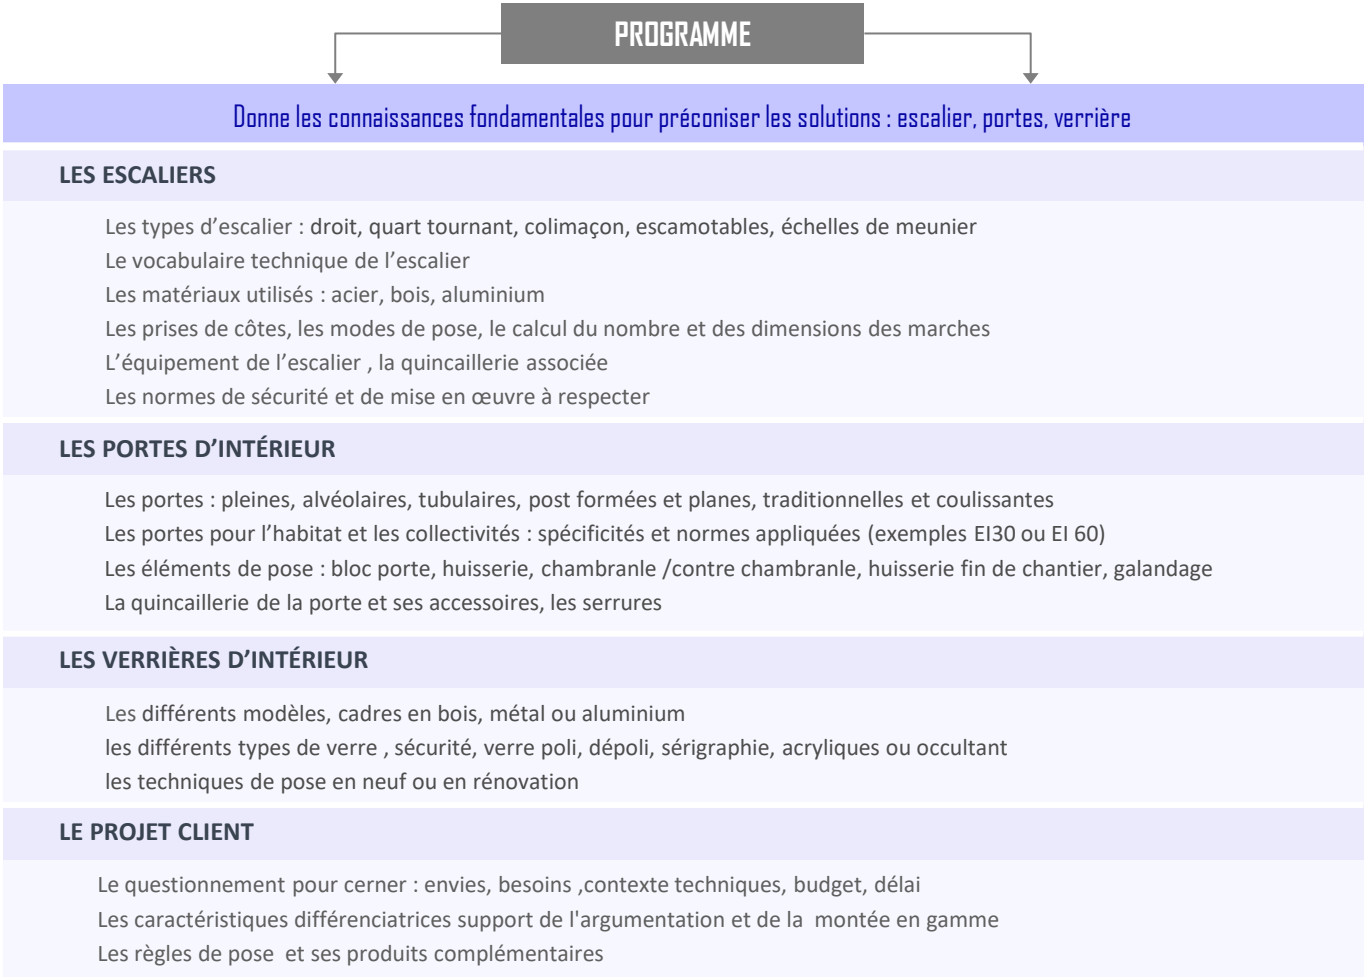 PROGRAMME
Donne les connaissances fondamentales pour préconiser les solutions : escalier, portes, verrière
LES ESCALIERS
Les types d’escalier : droit, quart tournant, colimaçon, escamotables, échelles de meunier
Le vocabulaire technique de l’escalier
Les matériaux utilisés : acier, bois, aluminium
Les prises de côtes, les modes de pose, le calcul du nombre et des dimensions des marches
L’équipement de l’escalier , la quincaillerie associée
Les normes de sécurité et de mise en œuvre à respecter
LES PORTES D’INTÉRIEUR
Les portes : pleines, alvéolaires, tubulaires, post formées et planes, traditionnelles et coulissantes
Les portes pour l’habitat et les collectivités : spécificités et normes appliquées (exemples EI30 ou EI 60)
Les éléments de pose : bloc porte, huisserie, chambranle /contre chambranle, huisserie fin de chantier, galandage
La quincaillerie de la porte et ses accessoires, les serrures
LES VERRIÈRES D’INTÉRIEUR
Les différents modèles, cadres en bois, métal ou aluminium
les différents types de verre , sécurité, verre poli, dépoli, sérigraphie, acryliques ou occultant
les techniques de pose en neuf ou en rénovation
LE PROJET CLIENT
Le questionnement pour cerner : envies, besoins ,contexte techniques, budget, délai
Les caractéristiques différenciatrices support de l'argumentation et de la montée en gamme
Les règles de pose et ses produits complémentaires